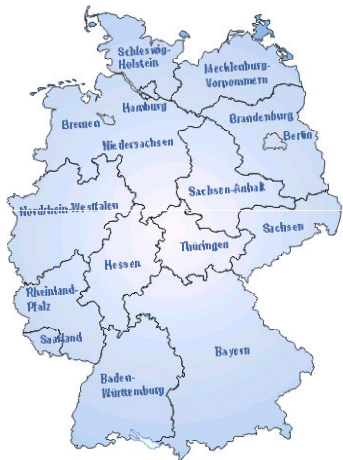 Schleswig-
Holstein
Mecklenburg-
Vorpommern
Hamburg
Brandenburg
Bremen
Berlin
Niedersachsen
Sachsen-Anhalt
Nordrhein-Westfalen
Sachsen
Thüringen
Hessen
Rheinland-
Pfalz
Saarland
Bayern
Baden-
Württemburg